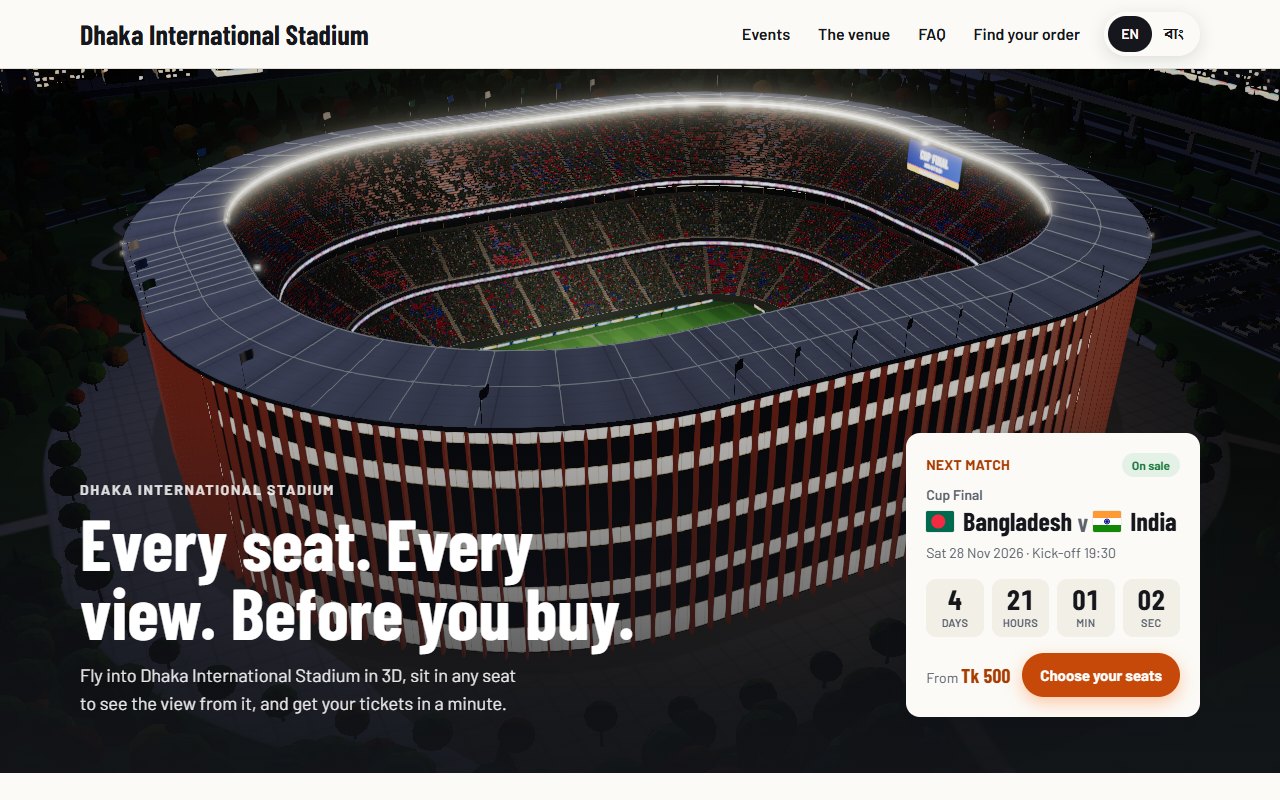 Dhaka International Stadium
Events
The venue
FAQ
Find your order
EN
বাং
CUP FINAL
DHAKA INTERNATIONAL STADIUM
Every seat. Every
view. Before you buy.
Fly into Dhaka International Stadium in 3D, sit in any seat
to see the view from it, and get your tickets in a minute.
NEXT MATCH
On sale
Cup Final
Bangladesh v India
Sat 28 Nov 2026 · Kick-off 19:30
4 21 01 02
DAYS HOURS MIN SEC
From Tk 500
Choose your seats